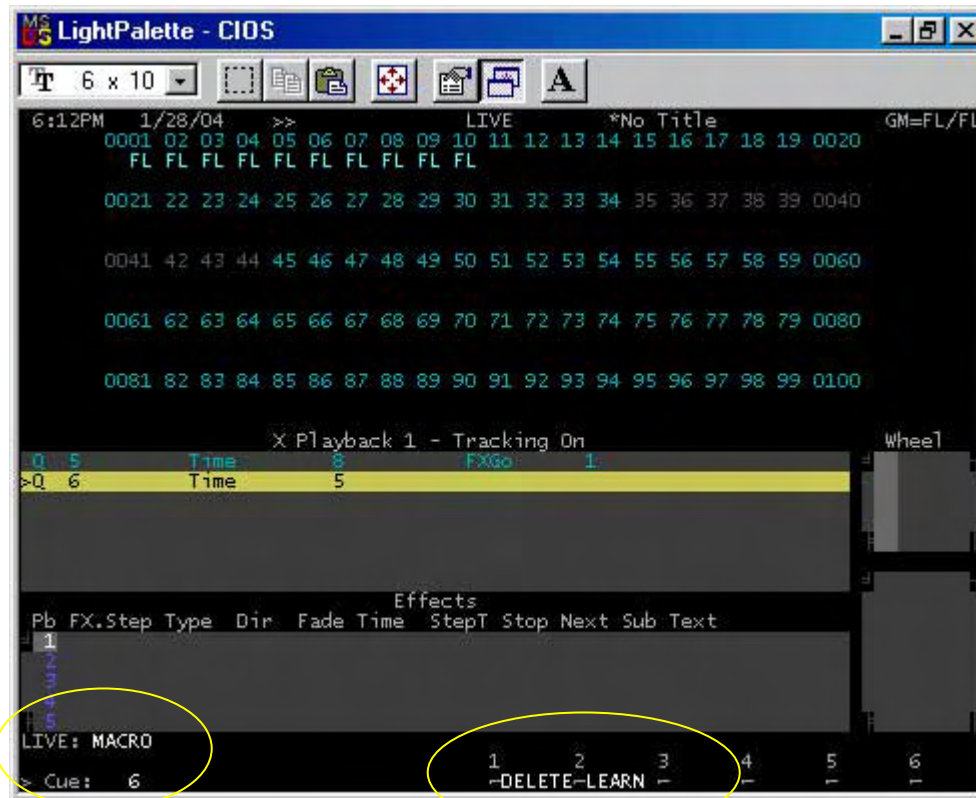 LightPalette - CIOS
6 x 10
A
6:12PM 1/28/04 >> LIVE *No Title GM=FL/FL
0001 02 03 04 05 06 07 08 09 10 11 12 13 14 15 16 17 18 19 0020
FL FL FL FL FL FL FL FL FL FL
0021 22 23 24 25 26 27 28 29 30 31 32 33 34 35 36 37 38 39 0040
0041 42 43 44 45 46 47 48 49 50 51 52 53 54 55 56 57 58 59 0060
0061 62 63 64 65 66 67 68 69 70 71 72 73 74 75 76 77 78 79 0080
0081 82 83 84 85 86 87 88 89 90 91 92 93 94 95 96 97 98 99 0100
X Playback 1 - Tracking On Wheel
Q 5 Time 8 FXGo 1
>Q 6 Time 5
Effects
Pb FX.Step Type Dir Fade Time StepT Stop Next Sub Text
1
2
3
4
5
LIVE: MACRO
1 2 3 4 5 6
> Cue: 6 DELETE LEARN